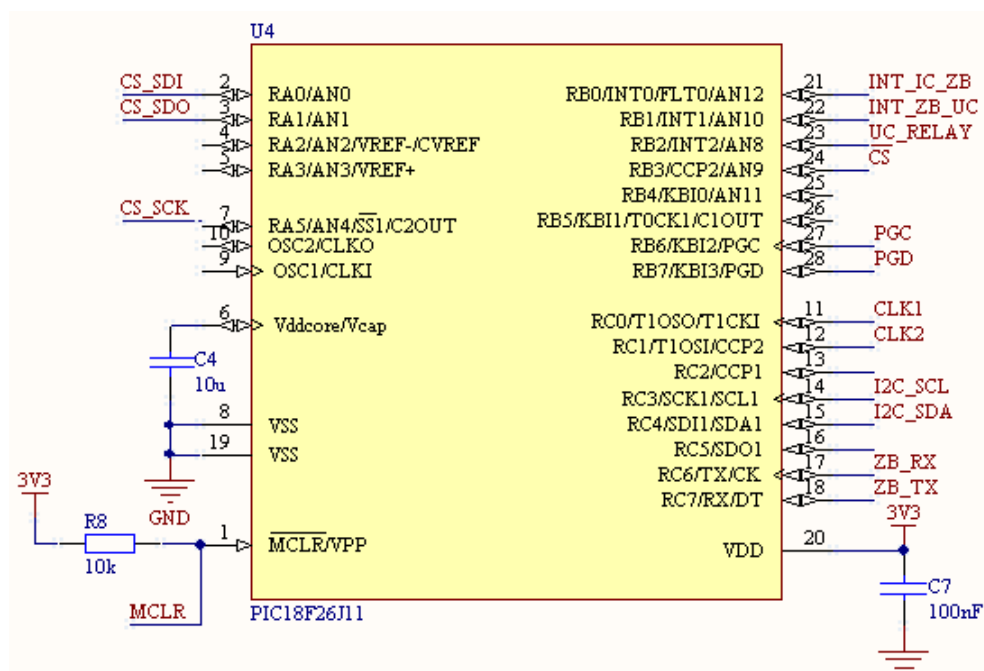 U4
CS_SDI 2 RA0/AN0 RB0/INT0/FLT0/AN12 21 INT_IC_ZB
CS_SDO 3 RA1/AN1 RB1/INT1/AN10 22 INT_ZB_UC
4 RA2/AN2/VREF-/CVREF RB2/INT2/AN8 23 UC_RELAY
5 RA3/AN3/VREF+ RB3/CCP2/AN9 24 CS
RB4/KBI0/AN11 25
CS_SCK 7 RA5/AN4/SS1/C2OUT RB5/KBI1/T0CK1/C1OUT 26
10 OSC2/CLKO RB6/KBI2/PGC 27 PGC
9 OSC1/CLKI RB7/KBI3/PGD 28 PGD
6 Vddcore/Vcap RC0/T1OSO/T1CKI 11 CLK1
RC1/T1OSI/CCP2 12 CLK2
C4 RC2/CCP1 13
10u RC3/SCK1/SCL1 14 I2C_SCL
8 VSS RC4/SDI1/SDA1 15 I2C_SDA
19 VSS RC5/SDO1 16
3V3 RC6/TX/CK 17 ZB_RX
GND RC7/RX/DT 18 ZB_TX
R8 3V3
1 MCLR/VPP VDD 20
10k C7
MCLR PIC18F26J11 100nF